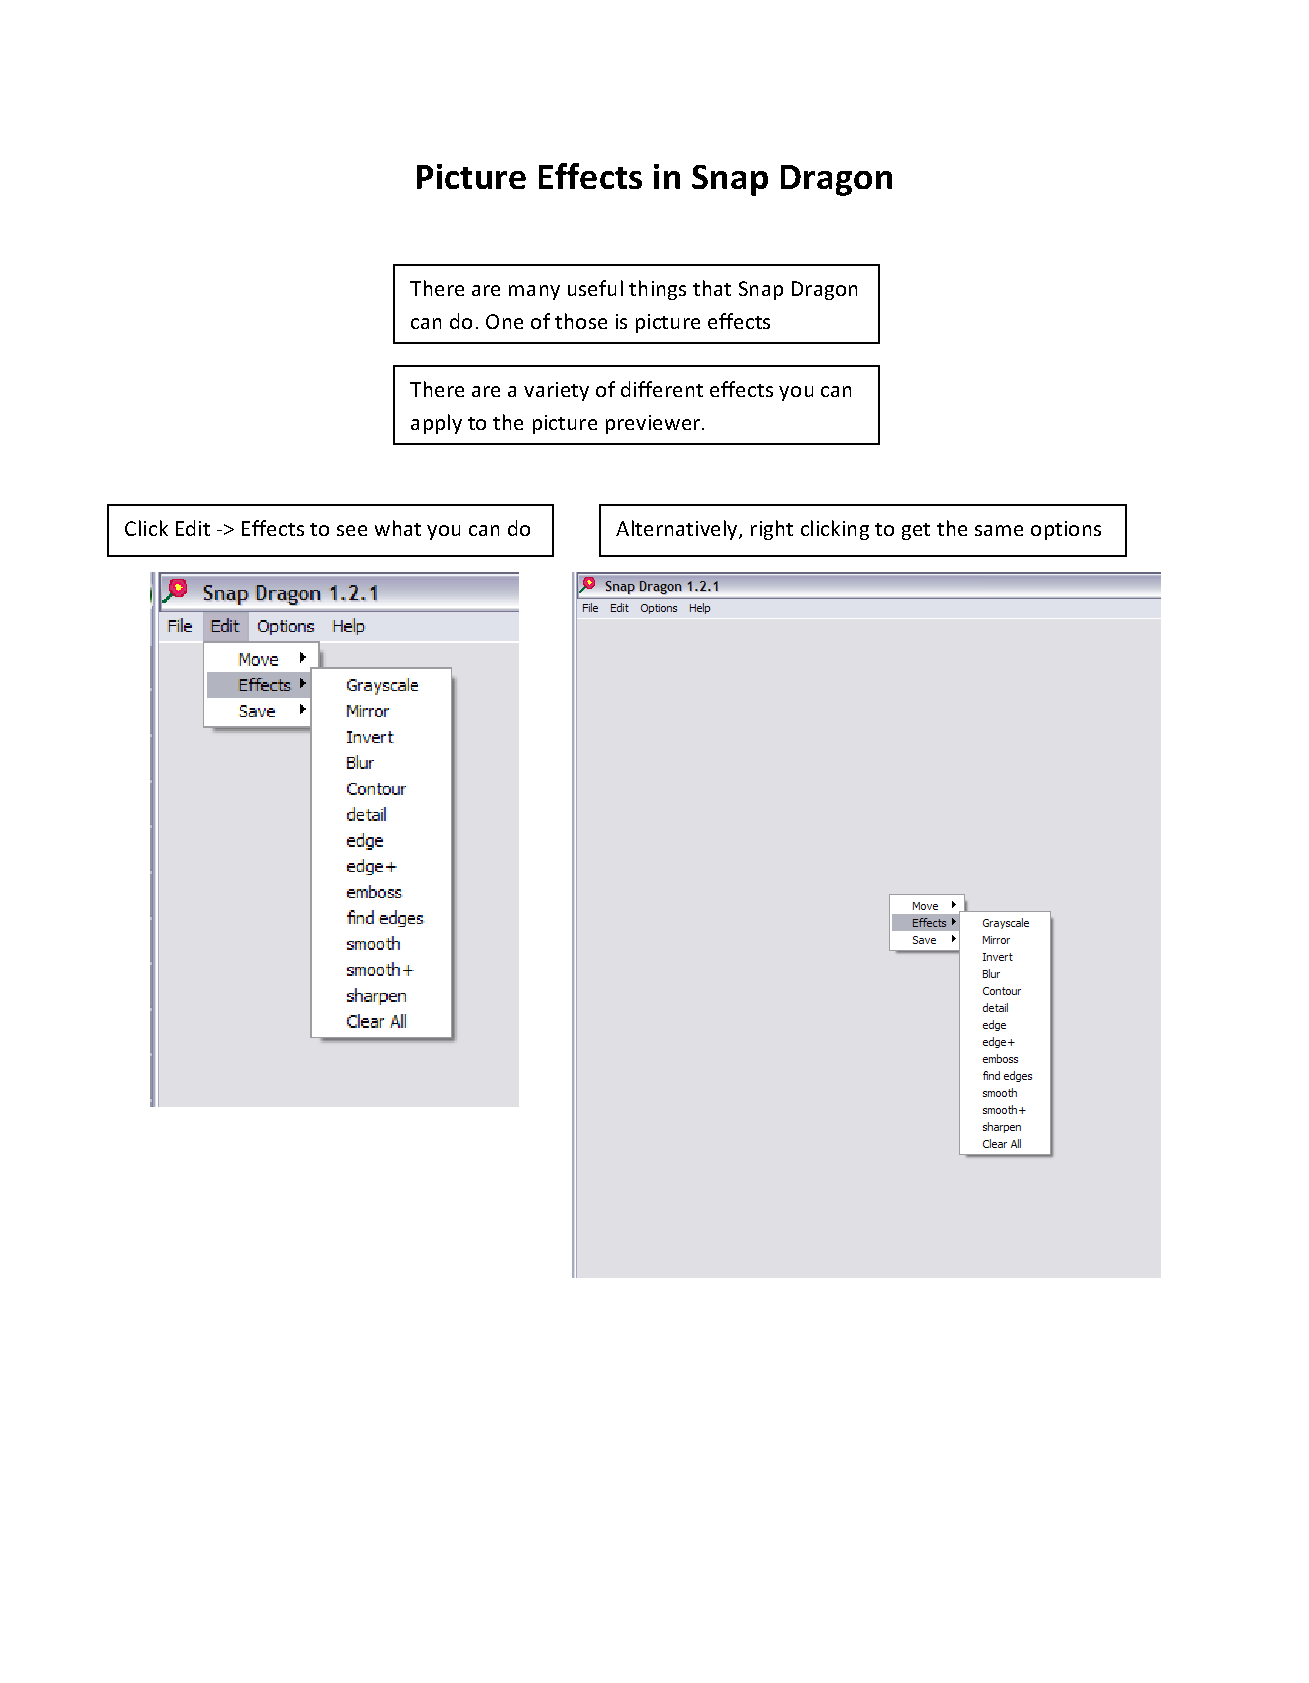 Picture Effects in Snap Dragon
There are many useful things that Snap Dragon
can do. One of those is picture effects
There are a variety of different effects you can
apply to the picture previewer.
Click Edit -> Effects to see what you can do
Snap Dragon 1.2.1
File Edit Options Help
Move
Effects
Save
Grayscale
Mirror
Invert
Blur
Contour
detail
edge
edge+
emboss
find edges
smooth
smooth+
sharpen
Clear All
Alternatively, right clicking to get the same options
Snap Dragon 1.2.1
File Edit Options Help
Move
Effects
Save
Grayscale
Mirror
Invert
Blur
Contour
detail
edge
edge+
emboss
find edges
smooth
smooth+
sharpen
Clear All